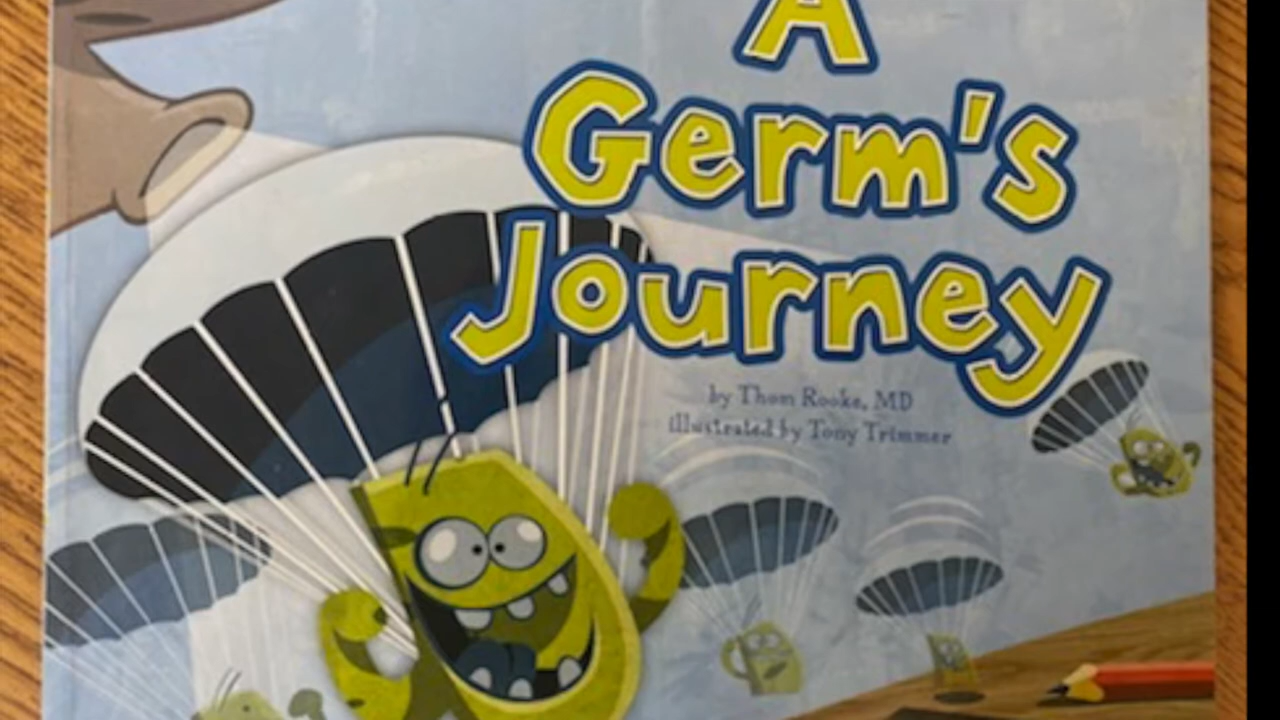 A
Germ's
Journey
by Thom Rooke, MD
illustrated by Tony Trimmer